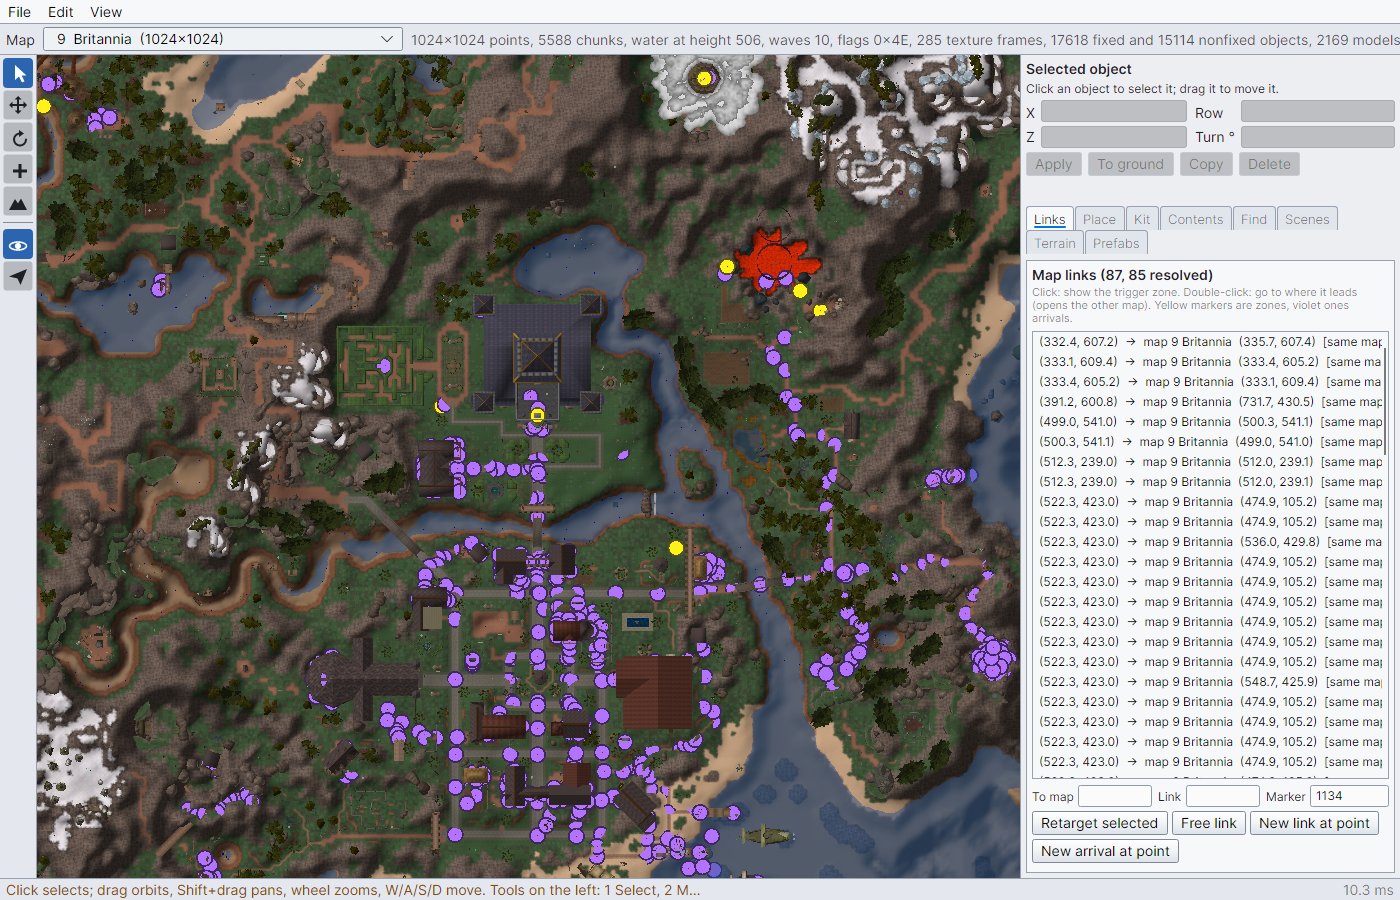 File Edit View
Map 9 Britannia (1024×1024) 1024×1024 points, 5588 chunks, water at height 506, waves 10, flags 0×4E, 285 texture frames, 17618 fixed and 15114 nonfixed objects, 2169 models
Selected object
Click an object to select it; drag it to move it.
X Row
Z Turn °
Apply To ground Copy Delete
Links Place Kit Contents Find Scenes
Terrain Prefabs
Map links (87, 85 resolved)
Click: show the trigger zone. Double-click: go to where it leads
(opens the other map). Yellow markers are zones, violet ones
arrivals.
(332.4, 607.2) → map 9 Britannia (335.7, 607.4) [same map
(333.1, 609.4) → map 9 Britannia (333.4, 605.2) [same ma
(333.4, 605.2) → map 9 Britannia (333.1, 609.4) [same ma
(391.2, 600.8) → map 9 Britannia (731.7, 430.5) [same map
(499.0, 541.0) → map 9 Britannia (500.3, 541.1) [same map
(500.3, 541.1) → map 9 Britannia (499.0, 541.0) [same map
(512.3, 239.0) → map 9 Britannia (512.0, 239.1) [same map
(512.3, 239.0) → map 9 Britannia (512.0, 239.1) [same map
(522.3, 423.0) → map 9 Britannia (474.9, 105.2) [same map
(522.3, 423.0) → map 9 Britannia (474.9, 105.2) [same map
(522.3, 423.0) → map 9 Britannia (536.0, 429.8) [same ma
(522.3, 423.0) → map 9 Britannia (474.9, 105.2) [same map
(522.3, 423.0) → map 9 Britannia (474.9, 105.2) [same map
(522.3, 423.0) → map 9 Britannia (474.9, 105.2) [same map
(522.3, 423.0) → map 9 Britannia (474.9, 105.2) [same map
(522.3, 423.0) → map 9 Britannia (474.9, 105.2) [same map
(522.3, 423.0) → map 9 Britannia (474.9, 105.2) [same map
(522.3, 423.0) → map 9 Britannia (548.7, 425.9) [same map
(522.3, 423.0) → map 9 Britannia (474.9, 105.2) [same map
(522.3, 423.0) → map 9 Britannia (474.9, 105.2) [same map
(522.3, 423.0) → map 9 Britannia (474.9, 105.2) [same map
(522.3, 423.0) → map 9 Britannia (474.9, 105.2) [same map
To map Link Marker 1134
Retarget selected Free link New link at point
New arrival at point
Click selects; drag orbits, Shift+drag pans, wheel zooms, W/A/S/D move. Tools on the left: 1 Select, 2 M... 10.3 ms